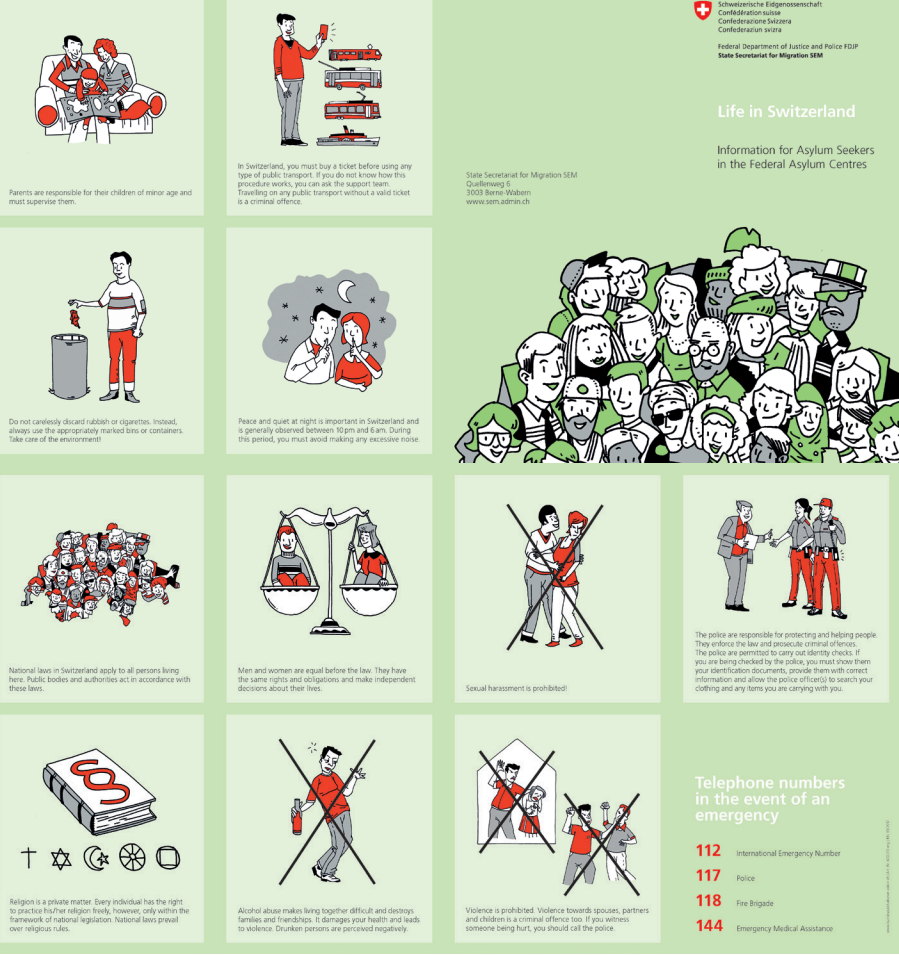 Schweizerische Eidgenossenschaft
Confédération suisse
Confederazione Svizzera
Confederaziun svizra
Federal Department of Justice and Police FDJP
State Secretariat for Migration SEM
Life in Switzerland
Information for Asylum Seekers
in the Federal Asylum Centres
State Secretariat for Migration SEM
Quellenweg 6
3003 Berne-Wabern
www.sem.admin.ch
Parents are responsible for their children of minor age and
must supervise them.
In Switzerland, you must buy a ticket before using any
type of public transport. If you do not know how this
procedure works, you can ask the support team.
Travelling on any public transport without a valid ticket
is a criminal offence.
Do not carelessly discard rubbish or cigarettes. Instead,
always use the appropriately marked bins or containers.
Take care of the environment!
Peace and quiet at night is important in Switzerland and
is generally observed between 10 pm and 6 am. During
this period, you must avoid making any excessive noise.
National laws in Switzerland apply to all persons living
here. Public bodies and authorities act in accordance with
these laws.
Men and women are equal before the law. They have
the same rights and obligations and make independent
decisions about their lives.
Sexual harassment is prohibited!
The police are responsible for protecting and helping people.
They enforce the law and prosecute criminal offences.
The police are permitted to carry out identity checks. If
you are being checked by the police, you must show them
your identification documents, provide them with correct
information and allow the police officer(s) to search your
clothing and any items you are carrying with you.
Religion is a private matter. Every individual has the right
to practice his/her religion freely, however, only within the
framework of national legislation. National laws prevail
over religious rules.
Alcohol abuse makes living together difficult and destroys
families and friendships. It damages your health and leads
to violence. Drunken persons are perceived negatively.
Violence is prohibited. Violence towards spouses, partners
and children is a criminal offence too. If you witness
someone being hurt, you should call the police.
Telephone numbers
in the event of an
emergency
112 International Emergency Number
117 Police
118 Fire Brigade
144 Emergency Medical Assistance